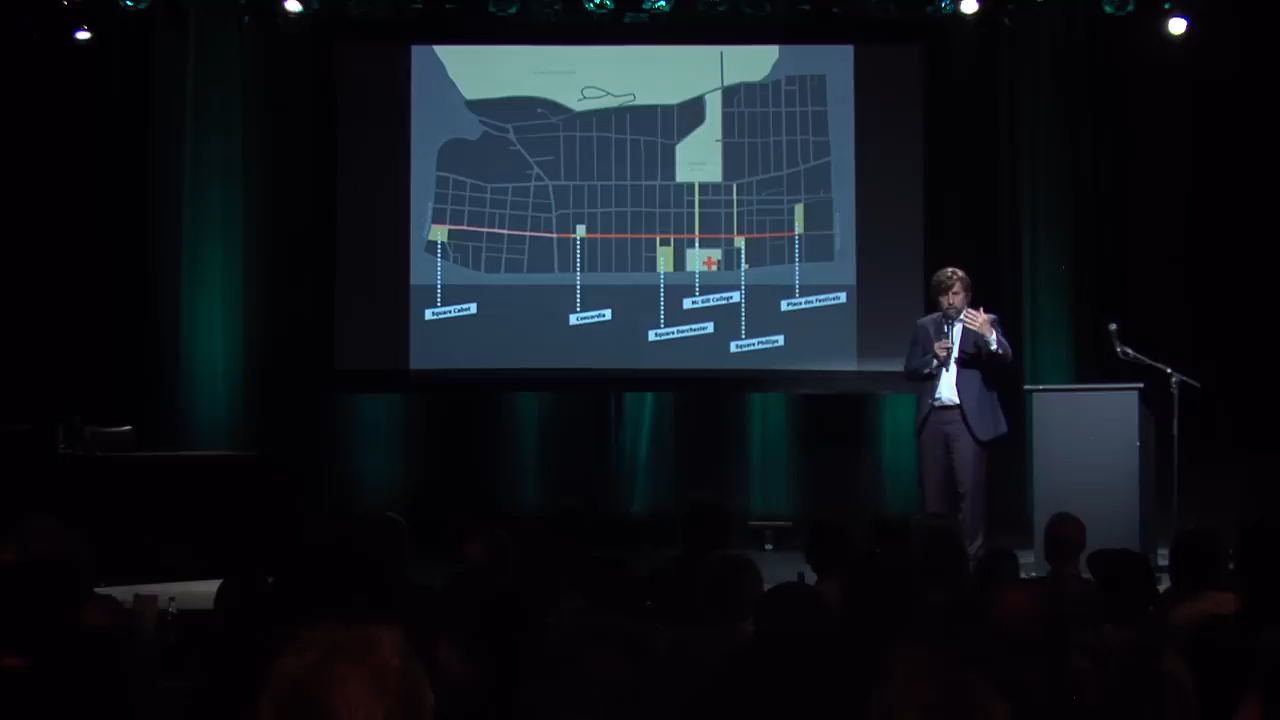 Square Cabot
Concordia
Square Dorchester
Mc Gill College
Square Phillips
Place des Festivals